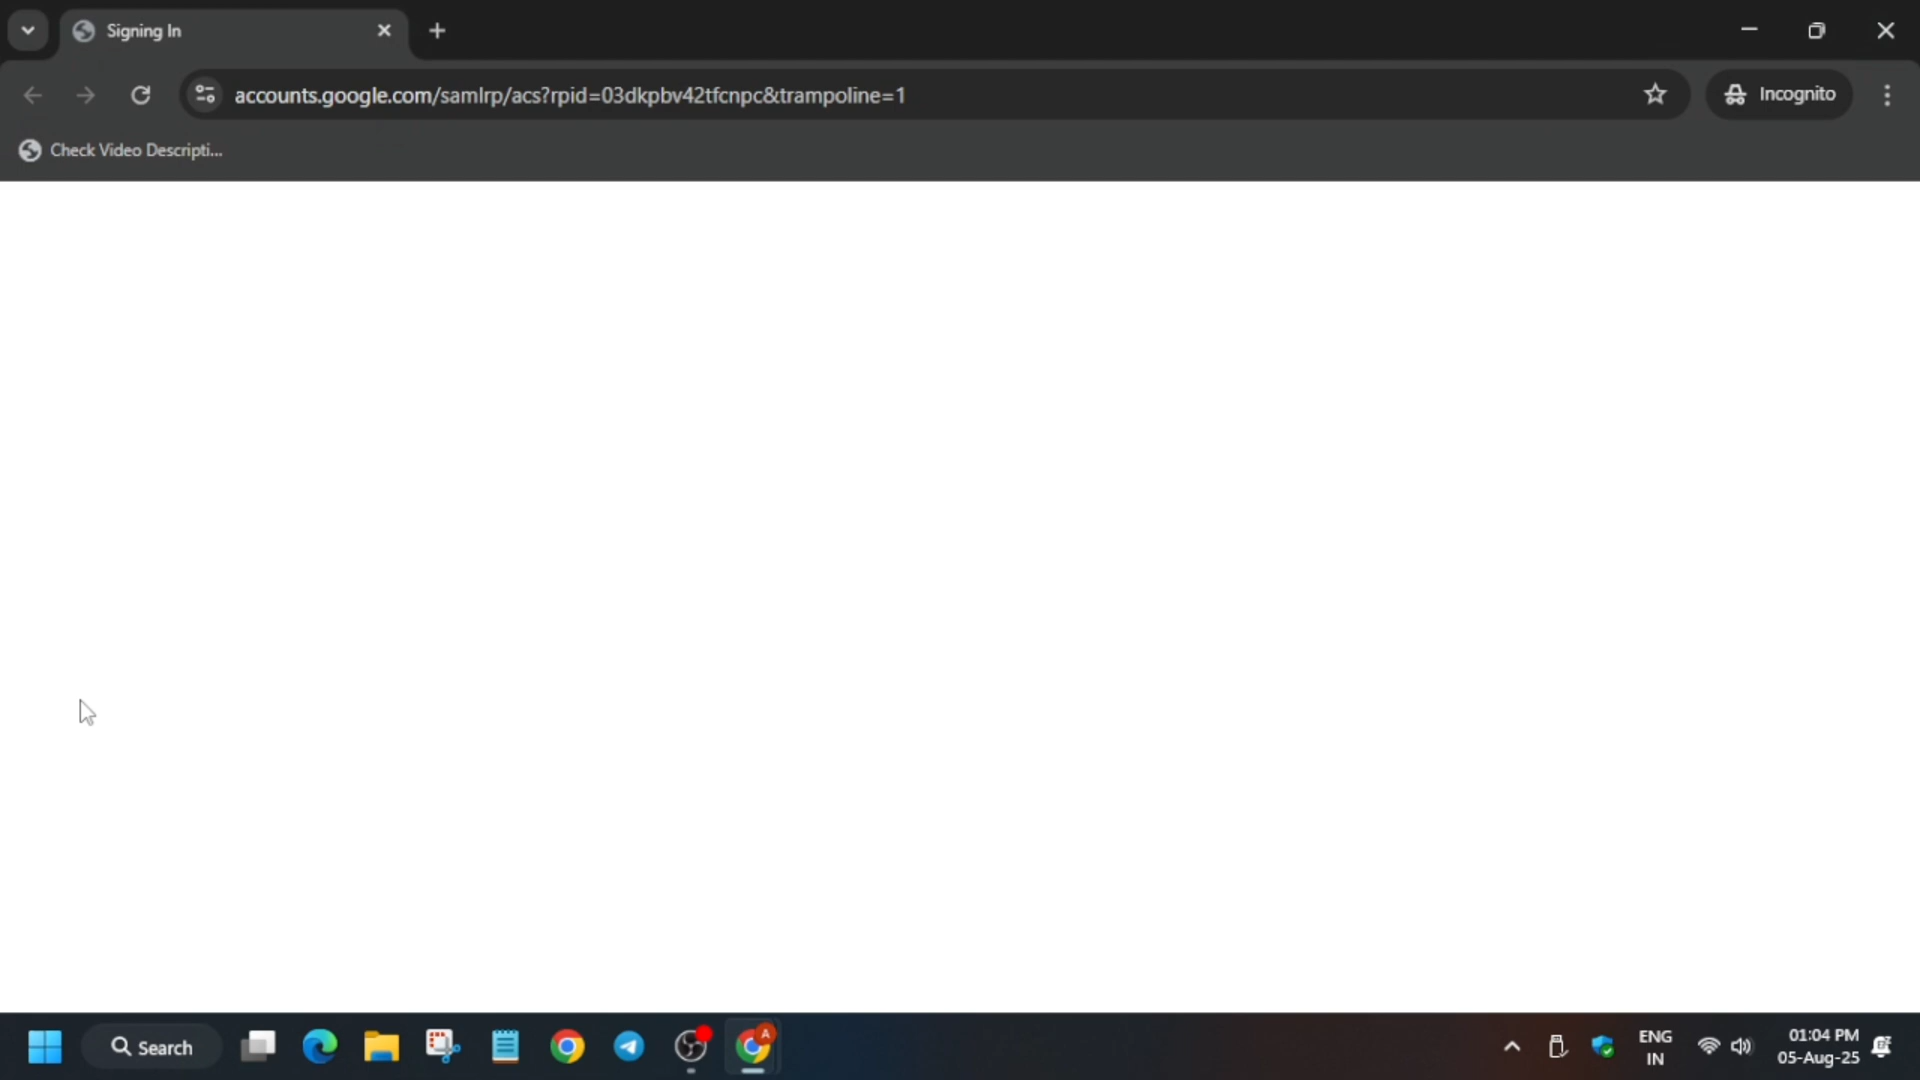 Signing In
accounts.google.com/samlrp/acs?rpid=03dkpbv42tfcnpc&trampoline=1
Incognito
Check Video Descripti...
Search
A
ENG
IN
01:04 PM
05-Aug-25